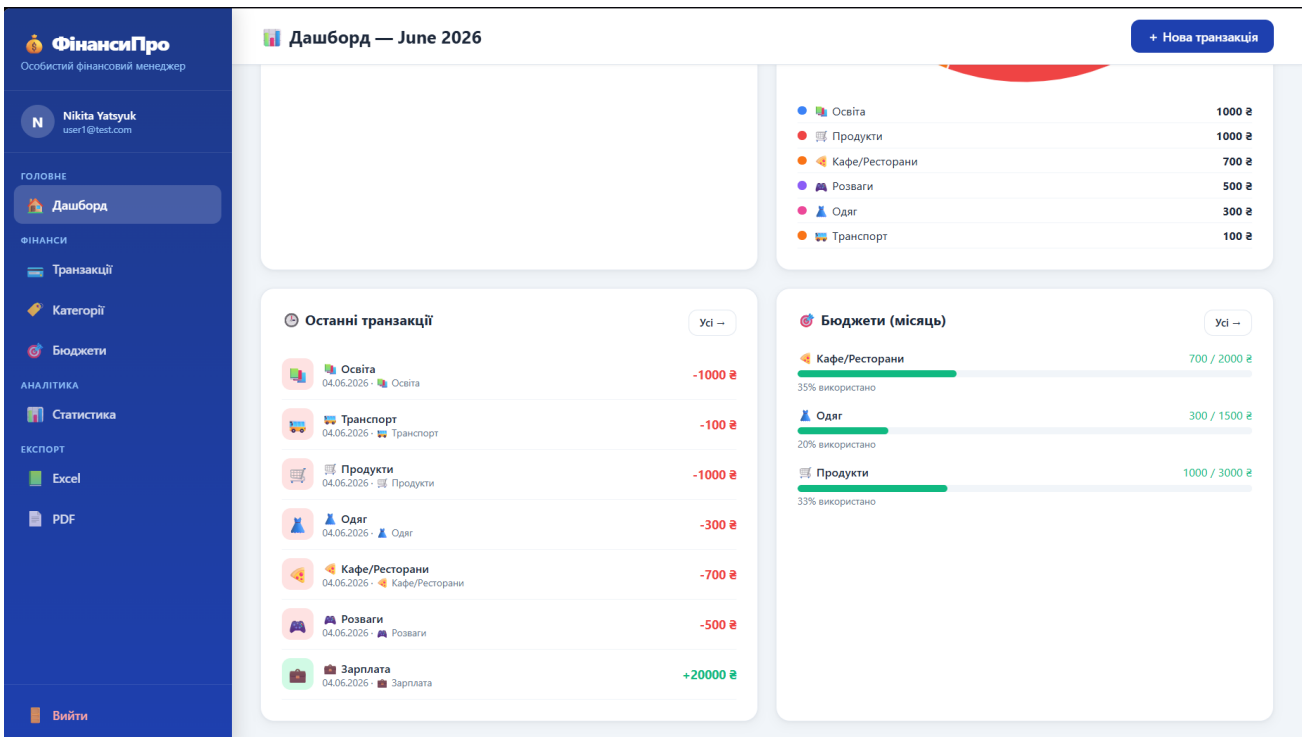 ФінансиПро
Особистий фінансовий менеджер
N
Nikita Yatsyuk
user1@test.com
ГОЛОВНЕ
Дашборд
ФІНАНСИ
Транзакції
Категорії
Бюджети
АНАЛІТИКА
Статистика
ЕКСПОРТ
Excel
PDF
Вийти
Дашборд — June 2026
+ Нова транзакція
Освіта 1000 ₴
Продукти 1000 ₴
Кафе/Ресторани 700 ₴
Розваги 500 ₴
Одяг 300 ₴
Транспорт 100 ₴
Останні транзакції
Усі →
Освіта -1000 ₴
04.06.2026 · Освіта
Транспорт -100 ₴
04.06.2026 · Транспорт
Продукти -1000 ₴
04.06.2026 · Продукти
Одяг -300 ₴
04.06.2026 · Одяг
Кафе/Ресторани -700 ₴
04.06.2026 · Кафе/Ресторани
Розваги -500 ₴
04.06.2026 · Розваги
Зарплата +20000 ₴
04.06.2026 · Зарплата
Бюджети (місяць)
Усі →
Кафе/Ресторани 700 / 2000 ₴
35% використано
Одяг 300 / 1500 ₴
20% використано
Продукти 1000 / 3000 ₴
33% використано